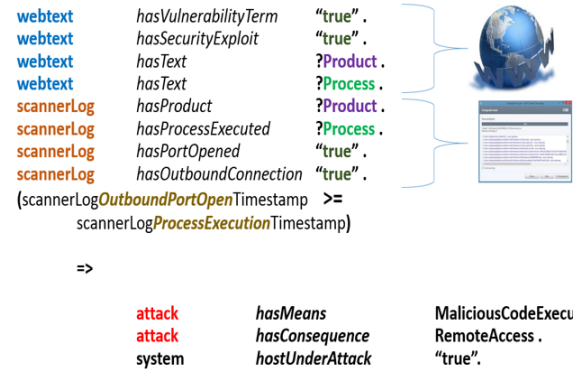 webtext hasVulnerabilityTerm “true” .
webtext hasSecurityExploit “true” .
webtext hasText ?Product .
webtext hasText ?Process .
scannerLog hasProduct ?Product .
scannerLog hasProcessExecuted ?Process .
scannerLog hasPortOpened “true” .
scannerLog hasOutboundConnection “true” .
(scannerLogOutboundPortOpenTimestamp >=
scannerLogProcessExecutionTimestamp)
=>
attack hasMeans MaliciousCodeExecu
attack hasConsequence RemoteAccess .
system hostUnderAttack “true”.